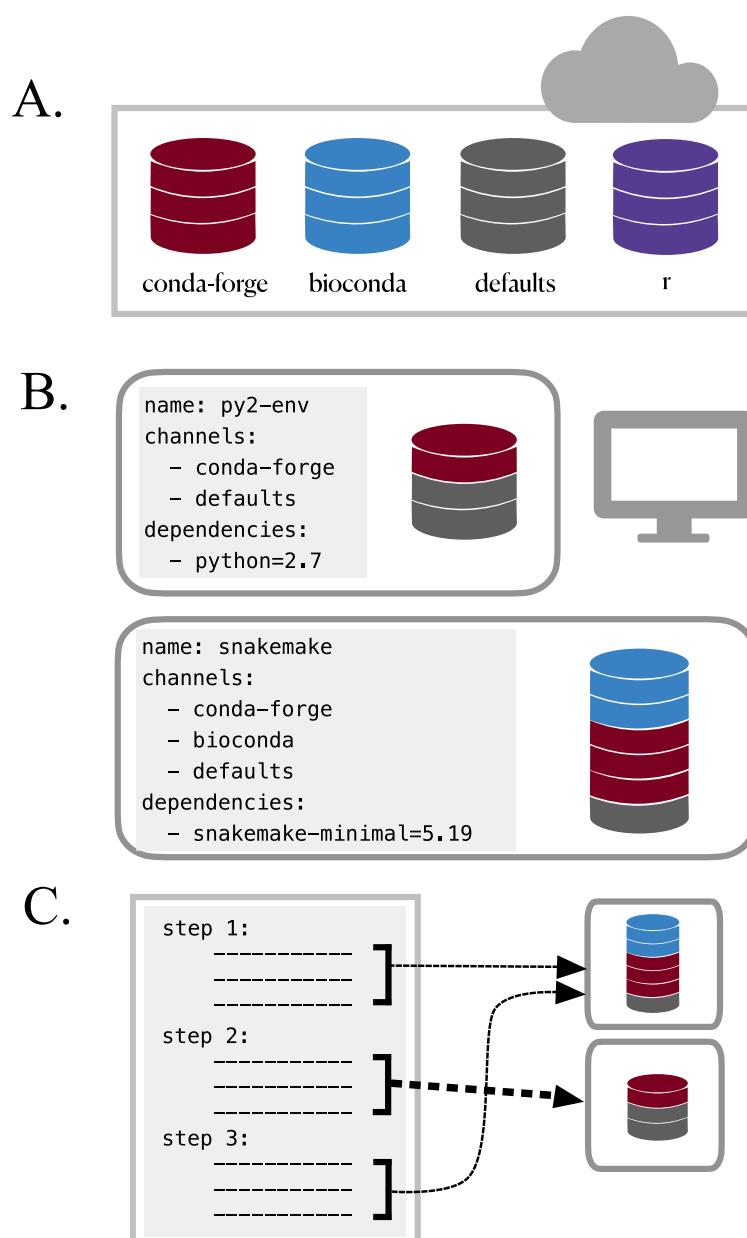 A.
conda-forge bioconda defaults r
B.
name: py2-env
channels:
- conda-forge
- defaults
dependencies:
- python=2.7
name: snakemake
channels:
- conda-forge
- bioconda
- defaults
dependencies:
- snakemake-minimal=5.19
C.
step 1:
step 2:
step 3: